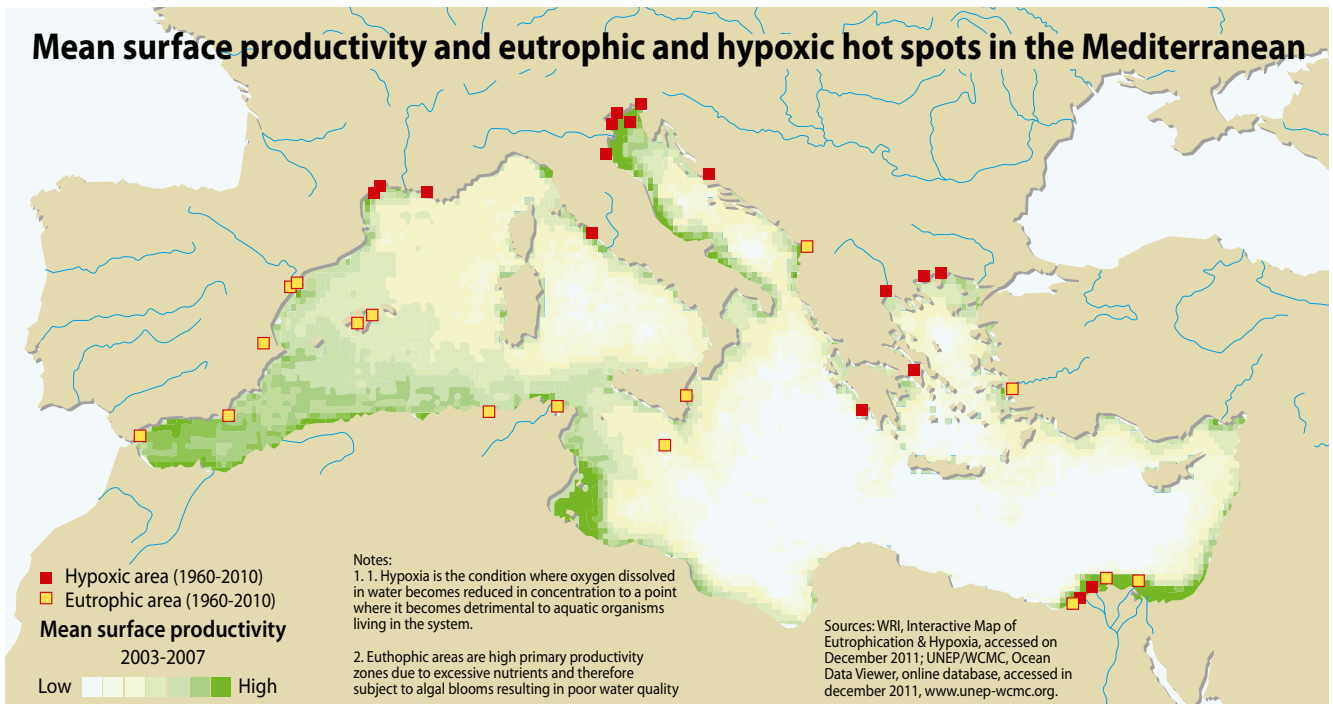 Mean surface productivity and eutrophic and hypoxic hot spots in the Mediterranean
Hypoxic area (1960-2010)
Eutrophic area (1960-2010)
Mean surface productivity
2003-2007
Low High
Notes:
1. 1. Hypoxia is the condition where oxygen dissolved
in water becomes reduced in concentration to a point
where it becomes detrimental to aquatic organisms
living in the system.
2. Euthophic areas are high primary productivity
zones due to excessive nutrients and therefore
subject to algal blooms resulting in poor water quality
Sources: WRI, Interactive Map of
Eutrophication & Hypoxia, accessed on
December 2011; UNEP/WCMC, Ocean
Data Viewer, online database, accessed in
december 2011, www.unep-wcmc.org.